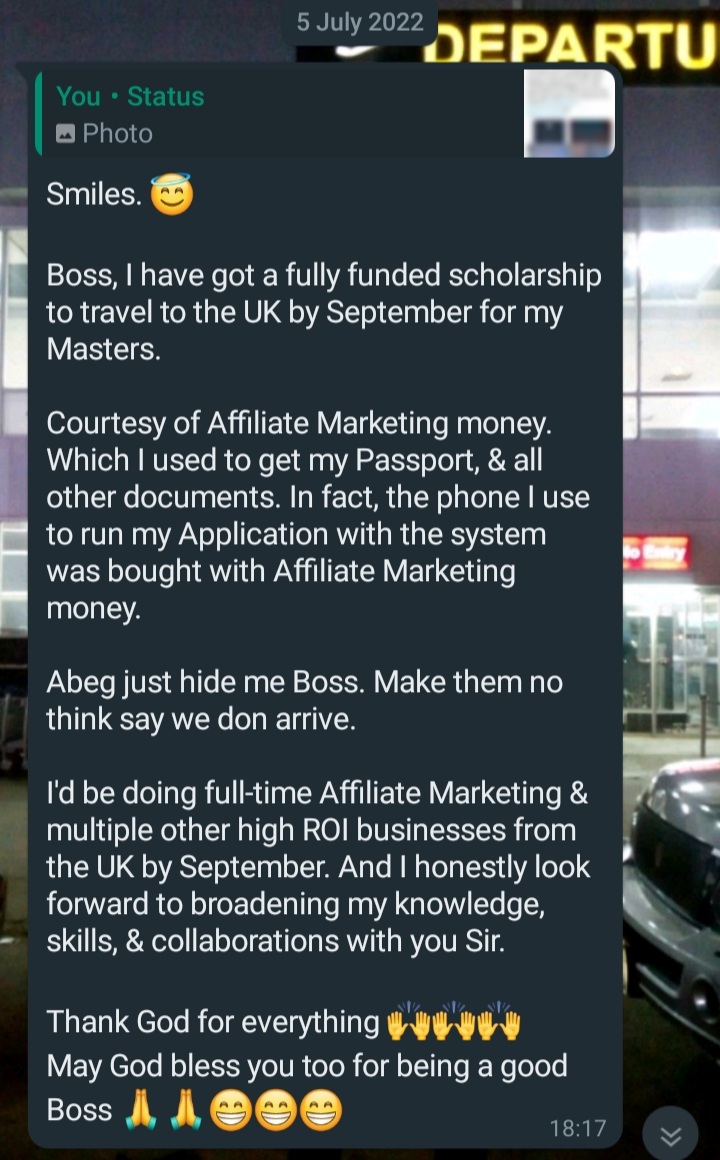 5 July 2022
DEPARTU
You • Status
Photo
Smiles. 😇
Boss, I have got a fully funded scholarship
to travel to the UK by September for my
Masters.
Courtesy of Affiliate Marketing money.
Which I used to get my Passport, & all
other documents. In fact, the phone I use
to run my Application with the system
was bought with Affiliate Marketing
money.
Abeg just hide me Boss. Make them no
think say we don arrive.
I'd be doing full-time Affiliate Marketing &
multiple other high ROI businesses from
the UK by September. And I honestly look
forward to broadening my knowledge,
skills, & collaborations with you Sir.
Thank God for everything 🙌🙌🙌
May God bless you too for being a good
Boss 🙏 🙏😁😁😁
18:17
Entry